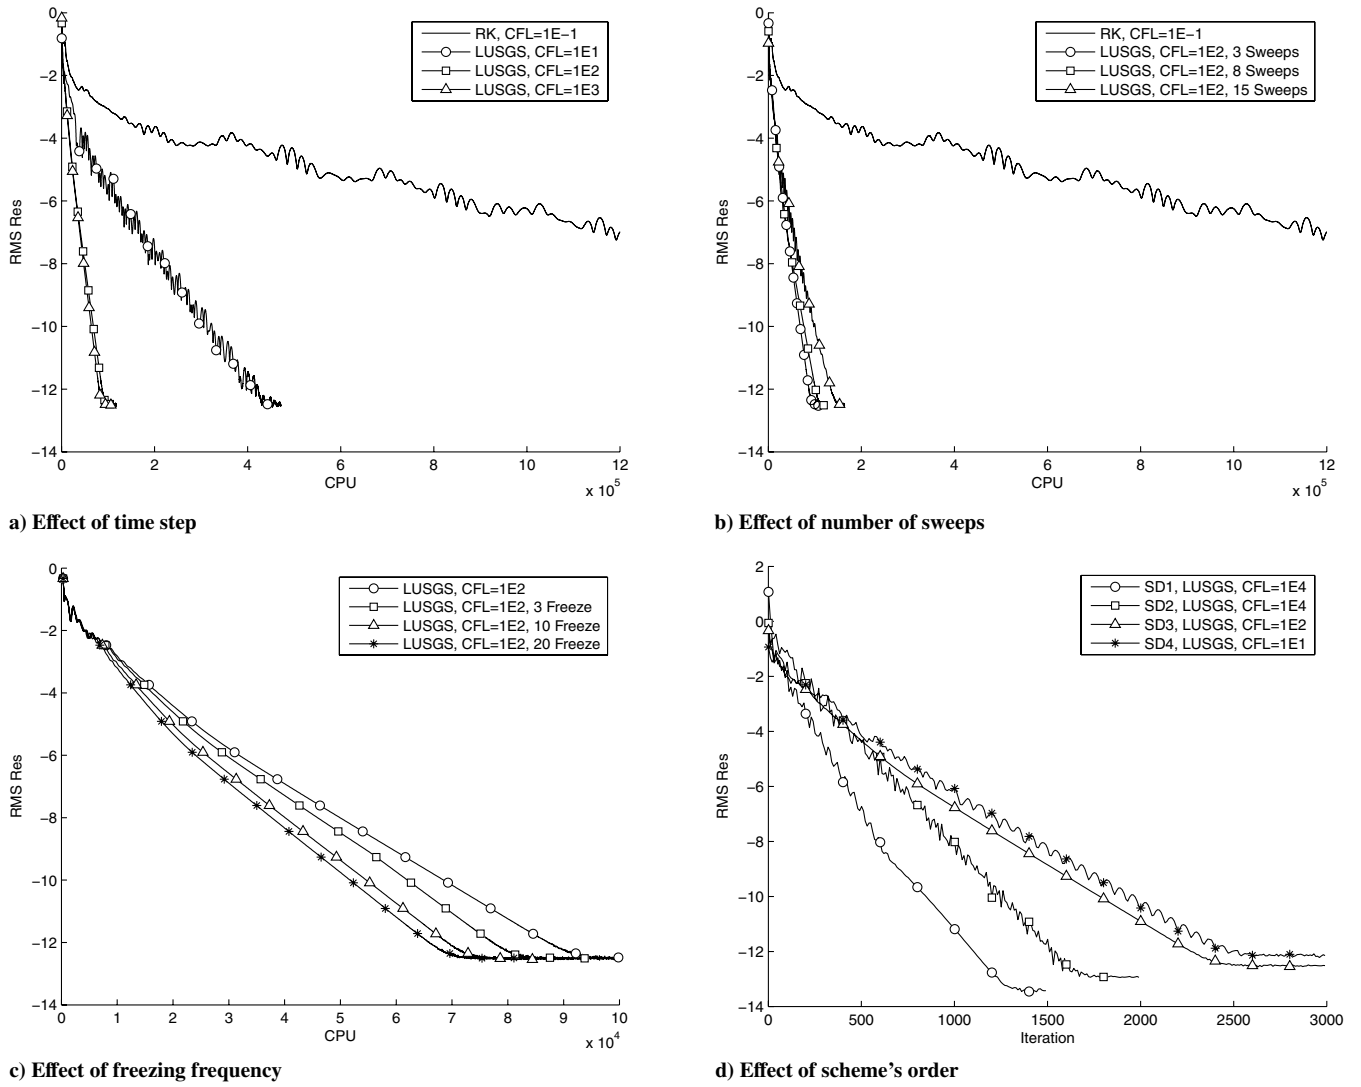 0
−2
−4
−6
−8
−10
−12
−14
RMS Res
RK, CFL=1E−1
LUSGS, CFL=1E1
LUSGS, CFL=1E2
LUSGS, CFL=1E3
0 2 4 6 8 10 12
CPU
x 10^5
a) Effect of time step
0
−2
−4
−6
−8
−10
−12
−14
RMS Res
RK, CFL=1E−1
LUSGS, CFL=1E2, 3 Sweeps
LUSGS, CFL=1E2, 8 Sweeps
LUSGS, CFL=1E2, 15 Sweeps
0 2 4 6 8 10 12
CPU
x 10^5
b) Effect of number of sweeps
0
−2
−4
−6
−8
−10
−12
−14
RMS Res
LUSGS, CFL=1E2
LUSGS, CFL=1E2, 3 Freeze
LUSGS, CFL=1E2, 10 Freeze
LUSGS, CFL=1E2, 20 Freeze
0 1 2 3 4 5 6 7 8 9 10
CPU
x 10^4
c) Effect of freezing frequency
2
0
−2
−4
−6
−8
−10
−12
−14
RMS Res
SD1, LUSGS, CFL=1E4
SD2, LUSGS, CFL=1E4
SD3, LUSGS, CFL=1E2
SD4, LUSGS, CFL=1E1
0 500 1000 1500 2000 2500 3000
Iteration
d) Effect of scheme's order